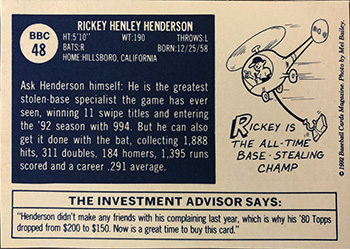 BBC
48
RICKEY HENLEY HENDERSON
HT:5'10" WT:190 THROWS:L
BATS:R BORN:12/25/58
HOME:HILLSBORO, CALIFORNIA
Ask Henderson himself: He is the greatest
stolen-base specialist the game has ever
seen, winning 11 swipe titles and entering
the '92 season with 994. But he can also
get it done with the bat, collecting 1,888
hits, 311 doubles, 184 homers, 1,395 runs
scored and a career .291 average.
RICKEY IS
THE ALL-TIME
BASE-STEALING
CHAMP
© 1992 Baseball Cards Magazine. Photo by Mel Bailey.
THE INVESTMENT ADVISOR SAYS:
"Henderson didn't make any friends with his complaining last year, which is why his '80 Topps
dropped from $200 to $150. Now is a great time to buy this card."